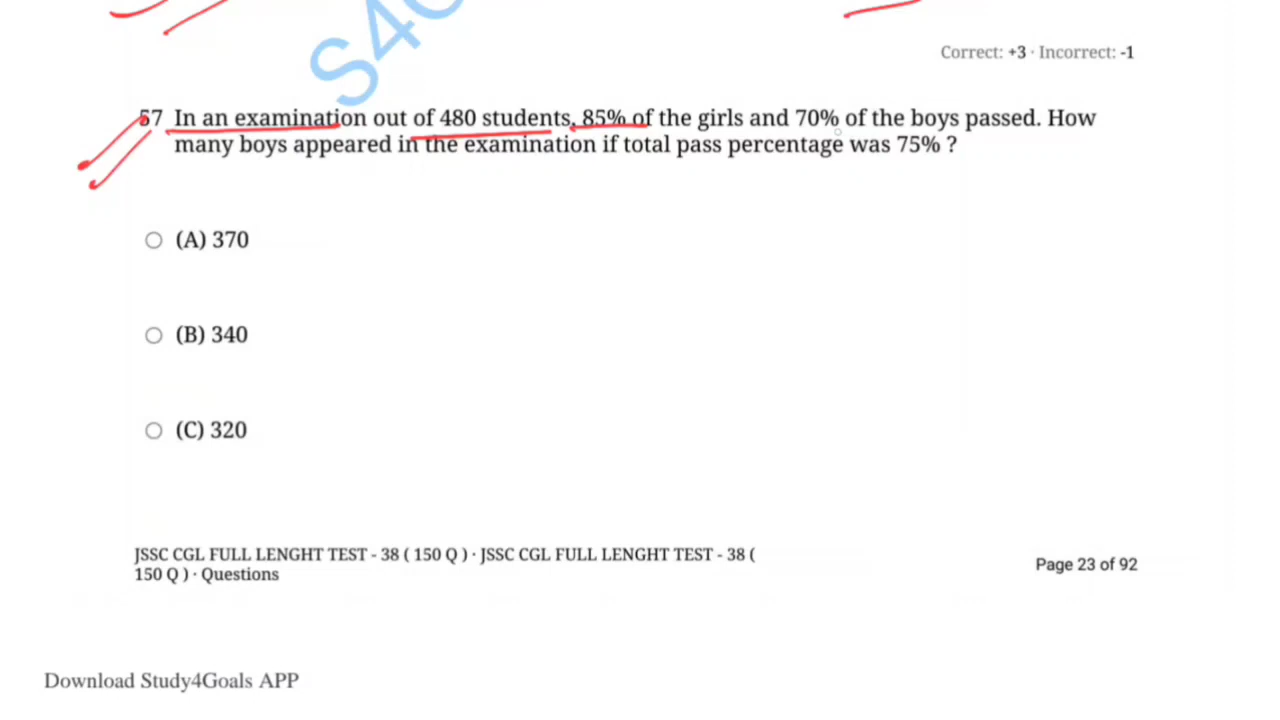 S4G
Correct: +3 · Incorrect: -1
57 In an examination out of 480 students, 85% of the girls and 70% of the boys passed. How
many boys appeared in the examination if total pass percentage was 75% ?
(A) 370
(B) 340
(C) 320
JSSC CGL FULL LENGHT TEST - 38 ( 150 Q ) · JSSC CGL FULL LENGHT TEST - 38 (
150 Q ) · Questions
Page 23 of 92
Download Study4Goals APP